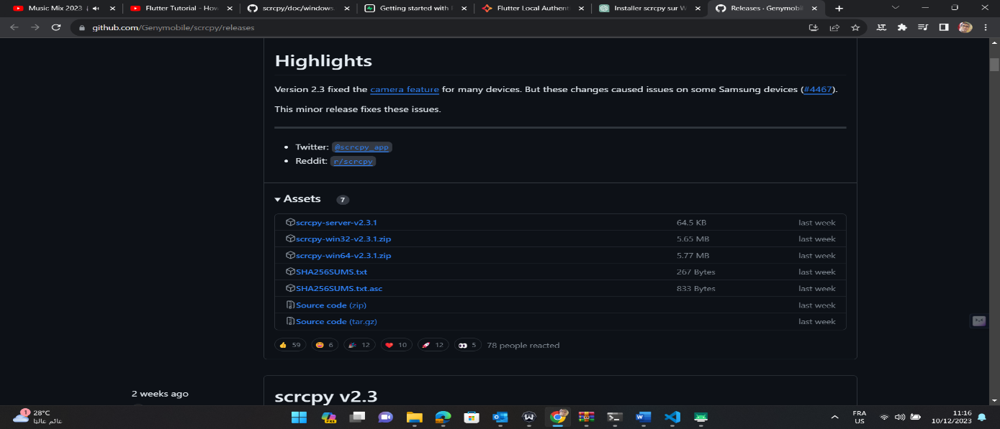 Music Mix 2023
Flutter Tutorial - How
scrcpy/doc/windows.
Getting started with
Flutter Local Authent
Installer scrcpy sur W
Releases · Genymobil
github.com/Genymobile/scrcpy/releases
Highlights
Version 2.3 fixed the camera feature for many devices. But these changes caused issues on some Samsung devices (#4467).
This minor release fixes these issues.
Twitter: @scrcpy_app
Reddit: r/scrcpy
Assets 7
scrcpy-server-v2.3.1 64.5 KB last week
scrcpy-win32-v2.3.1.zip 5.65 MB last week
scrcpy-win64-v2.3.1.zip 5.77 MB last week
SHA256SUMS.txt 267 Bytes last week
SHA256SUMS.txt.asc 833 Bytes last week
Source code (zip) last week
Source code (tar.gz) last week
59 6 12 10 12 5 78 people reacted
2 weeks ago
scrcpy v2.3
1
28°C
غائم غالبًا
PRE
FRA
US
11:16
10/12/2023